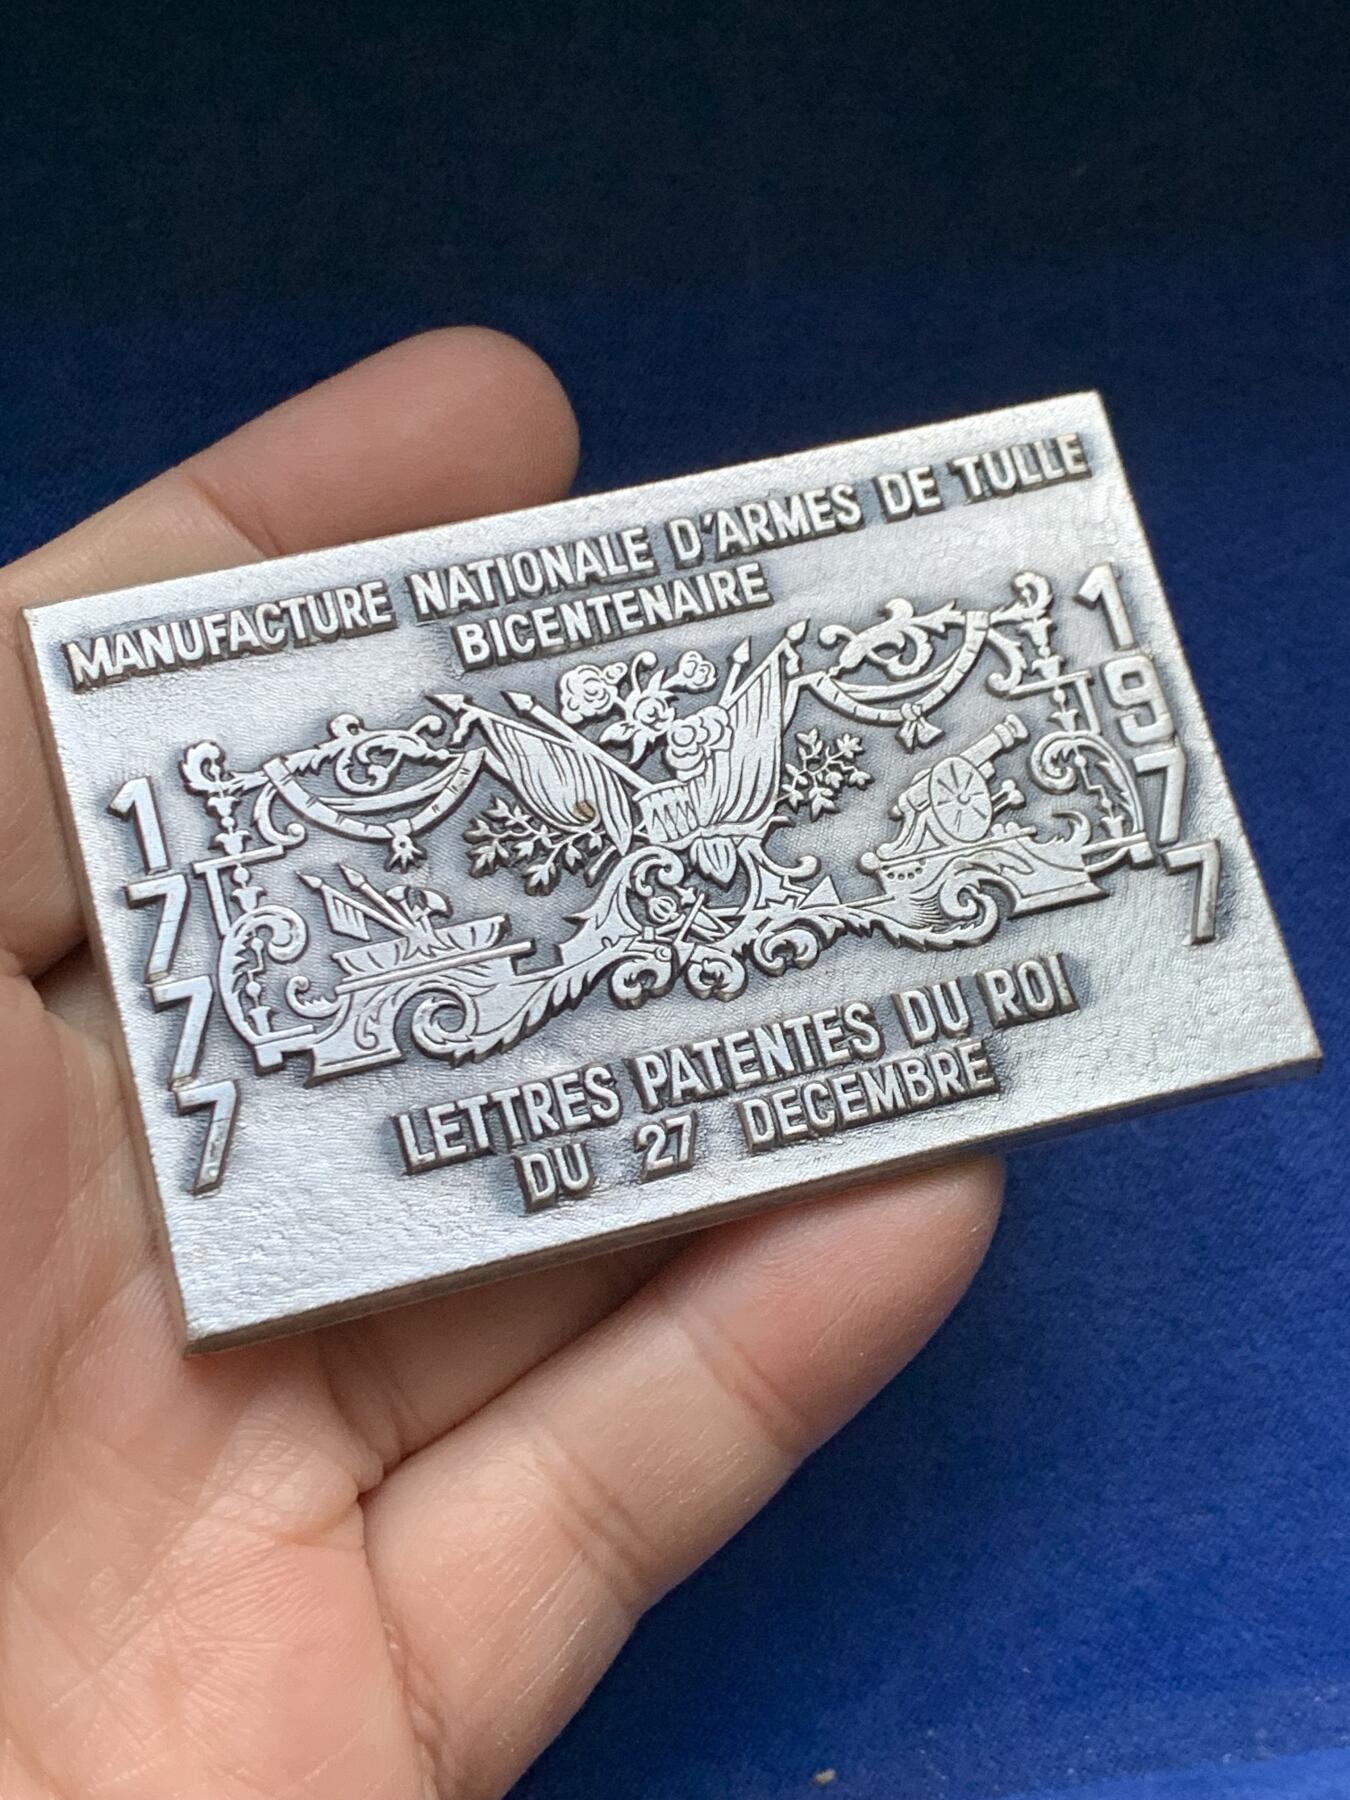 MANUFACTURE NATIONALE D'ARMES DE TULLE
BICENTENAIRE
1777
1977
LETTRES PATENTES DU ROI
DU 27 DECEMBRE